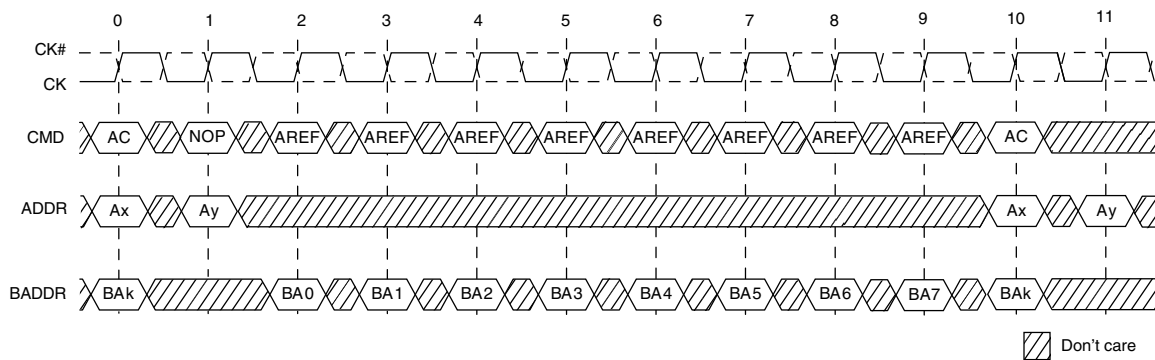 0 1 2 3 4 5 6 7 8 9 10 11
CK#
CK
CMD AC NOP AREF AREF AREF AREF AREF AREF AREF AREF AC
ADDR Ax Ay Ax Ay
BADDR BAk BA0 BA1 BA2 BA3 BA4 BA5 BA6 BA7 BAk
Don't care